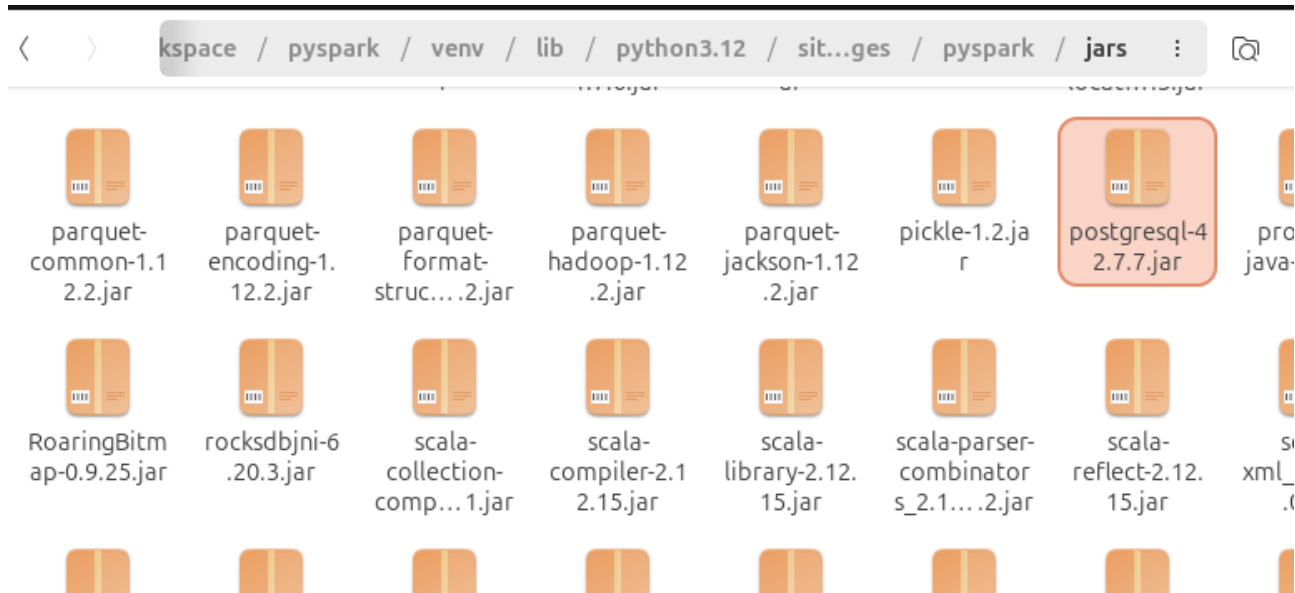 kspace / pyspark / venv / lib / python3.12 / sit...ges / pyspark / jars
parquet-
common-1.1
2.2.jar
parquet-
encoding-1.
12.2.jar
parquet-
format-
struc....2.jar
parquet-
hadoop-1.12
.2.jar
parquet-
jackson-1.12
.2.jar
pickle-1.2.ja
r
postgresql-4
2.7.7.jar
pro
java-
RoaringBitm
ap-0.9.25.jar
rocksdbjni-6
.20.3.jar
scala-
collection-
comp...1.jar
scala-
compiler-2.1
2.15.jar
scala-
library-2.12.
15.jar
scala-parser-
combinator
s_2.1....2.jar
scala-
reflect-2.12.
15.jar
xml_